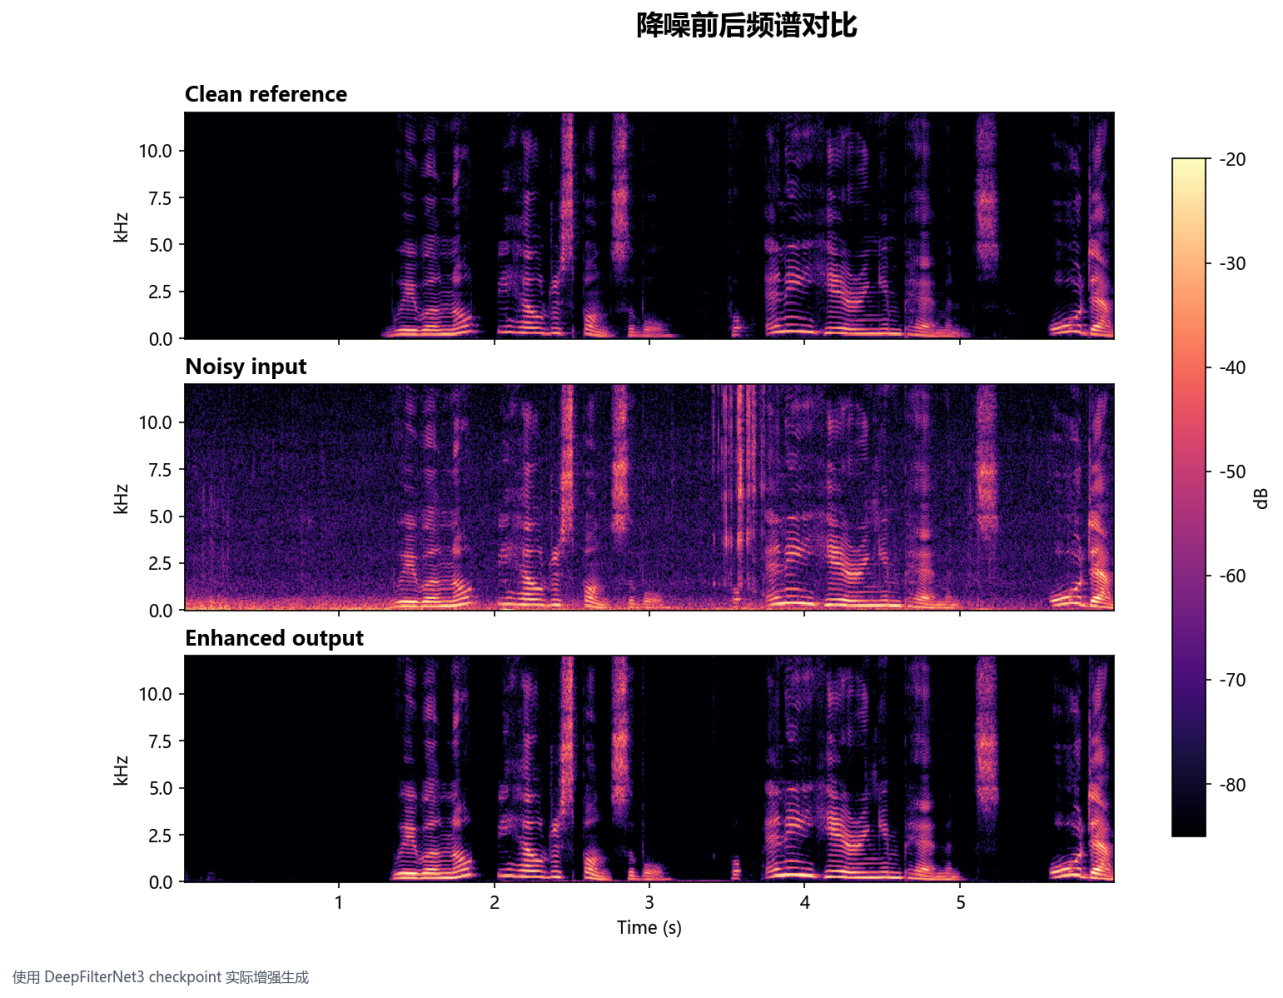 降噪前后频谱对比
Clean reference
10.0
7.5
5.0
2.5
0.0
kHz
Noisy input
10.0
7.5
5.0
2.5
0.0
kHz
Enhanced output
10.0
7.5
5.0
2.5
0.0
kHz
1 2 3 4 5
Time (s)
-20
-30
-40
-50
-60
-70
-80
dB
使用 DeepFilterNet3 checkpoint 实际增强生成